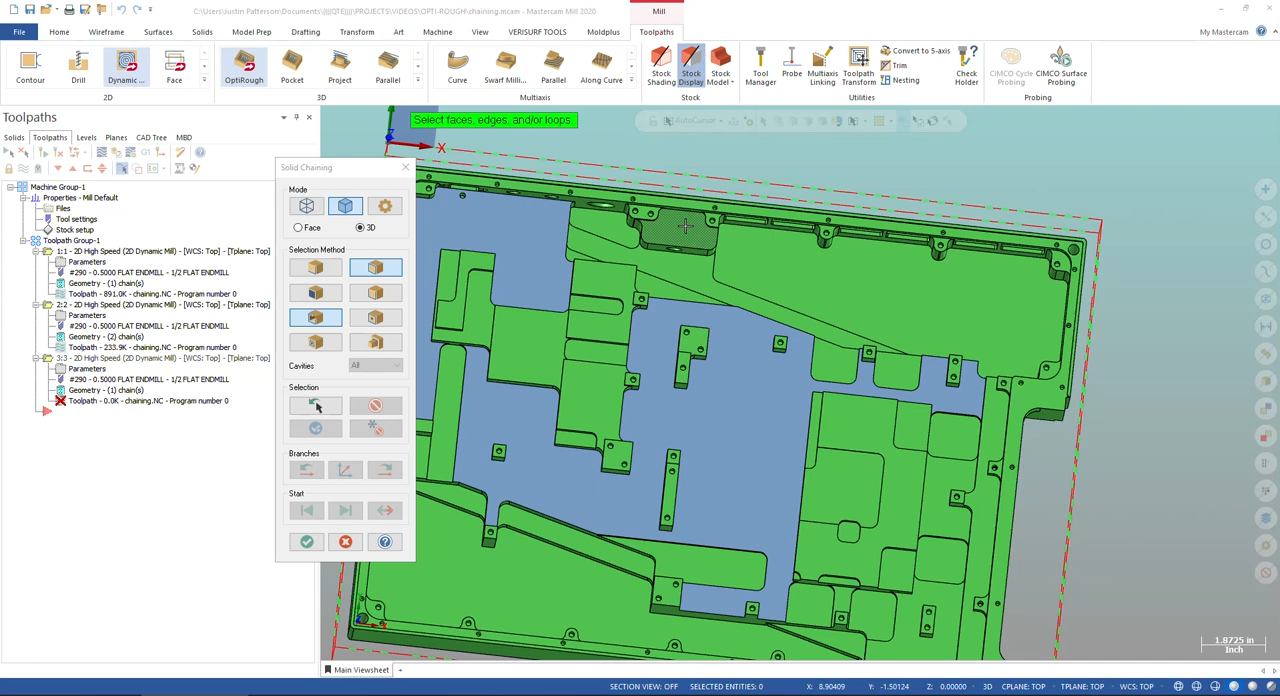 C:\Users\Justin Patterson\Documents\(((QTE))))\PROJECTS\VIDEOS\OPTI-ROUGH\chaining.mcam - Mastercam Mill 2020
Mill
File Home Wireframe Surfaces Solids Model Prep Drafting Transform Art Machine View VERISURF TOOLS Moldplus Toolpaths My Mastercam
Contour Drill Dynamic ... Face
2D
OptiRough Pocket Project Parallel
3D
Curve Swarf Milli... Parallel Along Curve
Multiaxis
Stock Shading
Stock Display
Stock Model
Stock
Tool Manager
Probe
Multiaxis Linking
Toolpath Transform
Convert to 5-axis
Trim
Nesting
Check Holder
Utilities
CIMCO Cycle Probing
CIMCO Surface Probing
Probing
Toolpaths
Solids Toolpaths Levels Planes CAD Tree MBD
G1
Machine Group-1
Properties - Mill Default
Files
Tool settings
Stock setup
Toolpath Group-1
1:1 - 2D High Speed (2D Dynamic Mill) - [WCS: Top] - [Tplane: Top]
Parameters
#290 - 0.5000 FLAT ENDMILL - 1/2 FLAT ENDMILL
Geometry - (1) chain(s)
Toolpath - 891.0K - chaining.NC - Program number 0
2:2 - 2D High Speed (2D Dynamic Mill) - [WCS: Top] - [Tplane: Top]
Parameters
#290 - 0.5000 FLAT ENDMILL - 1/2 FLAT ENDMILL
Geometry - (2) chain(s)
Toolpath - 233.9K - chaining.NC - Program number 0
3:3 - 2D High Speed (2D Dynamic Mill) - [WCS: Top] - [Tplane: Top]
Parameters
#290 - 0.5000 FLAT ENDMILL - 1/2 FLAT ENDMILL
Geometry - (1) chain(s)
Toolpath - 0.0K - chaining.NC - Program number 0
Select faces, edges, and/or loops.
AutoCursor
X
Solid Chaining
Mode
Face 3D
Selection Method
Cavities All
Selection
Branches
Start
1.8725 in
Inch
Main Viewsheet
SECTION VIEW: OFF SELECTED ENTITIES: 0 X: 8.90409 Y: -1.50124 Z: 0.00000 3D CPLANE: TOP TPLANE: TOP WCS: TOP